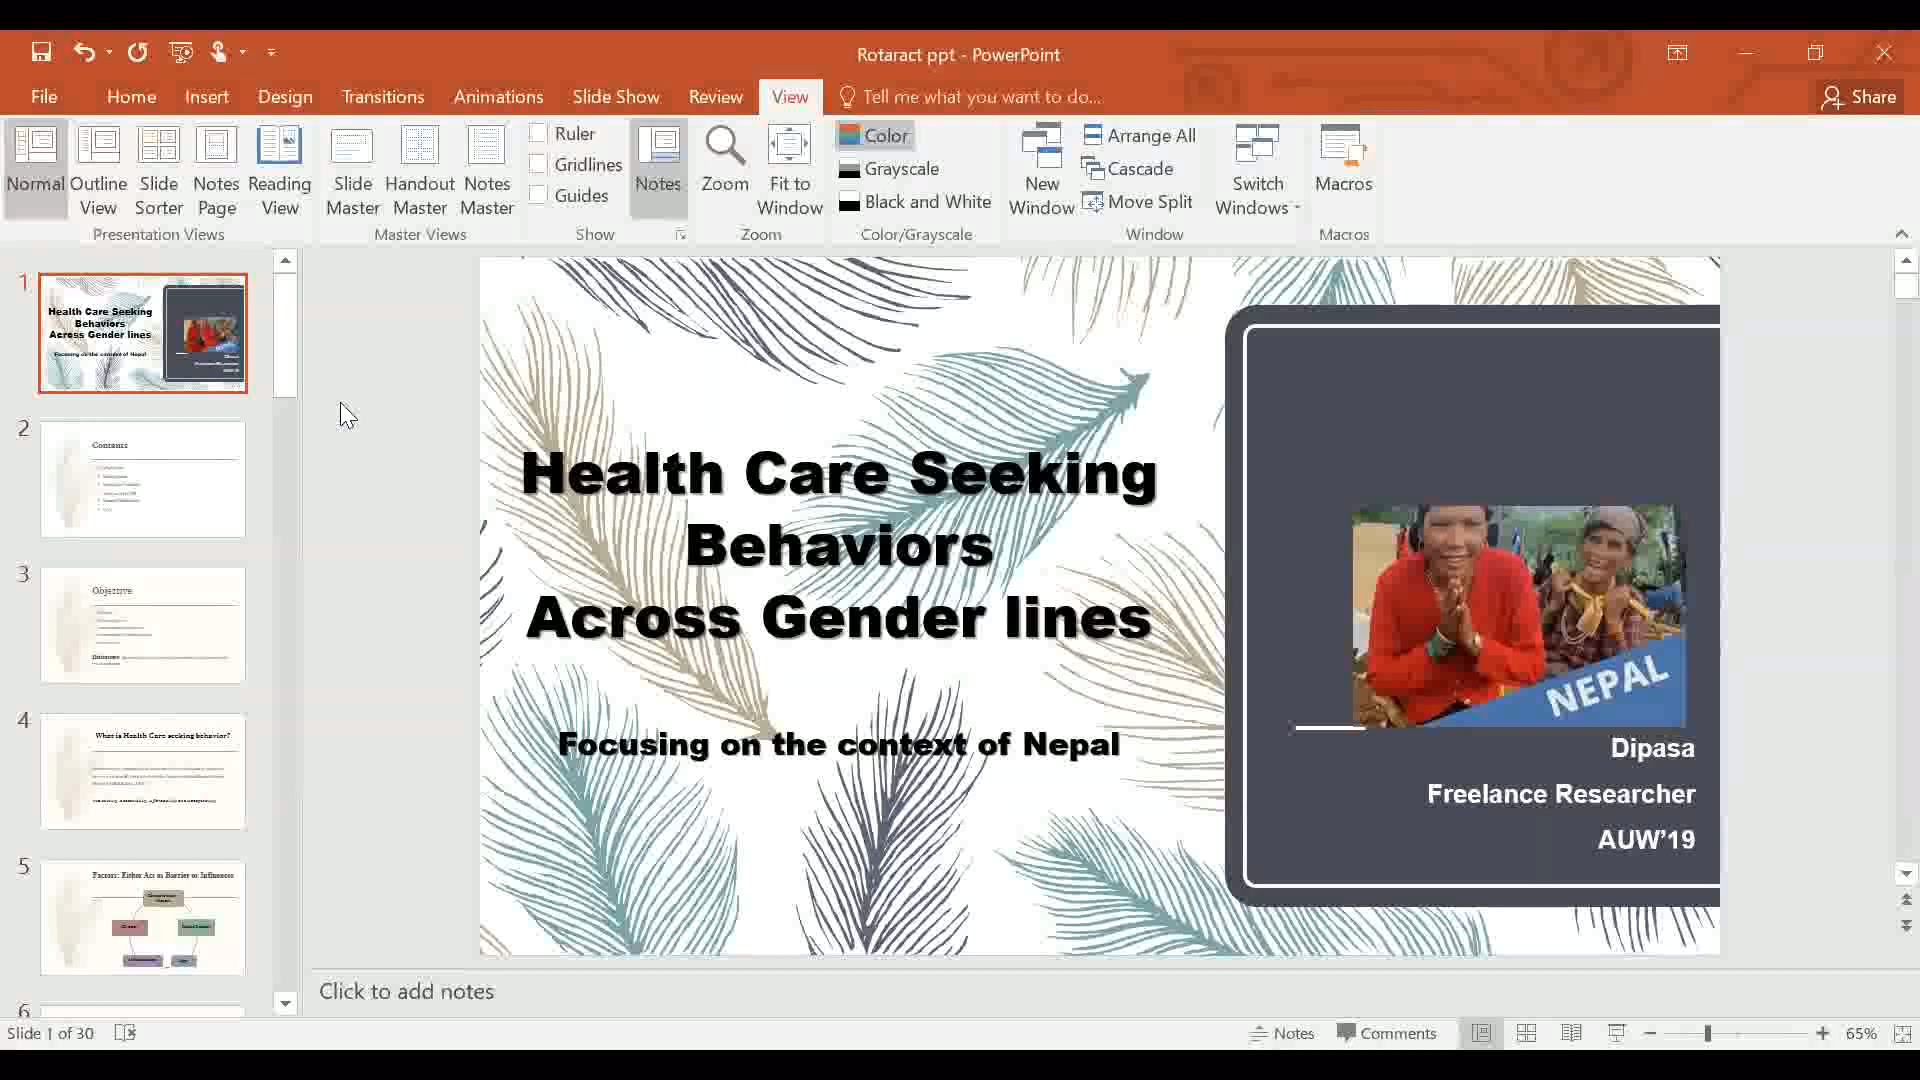 Rotaract ppt - PowerPoint
File Home Insert Design Transitions Animations Slide Show Review View Tell me what you want to do... Share
Normal Outline View Slide Sorter Notes Page Reading View
Presentation Views
Slide Master Handout Master Notes Master
Master Views
Ruler
Gridlines
Guides
Notes
Show
Zoom Fit to Window
Zoom
Color
Grayscale
Black and White
Color/Grayscale
New Window
Arrange All
Cascade
Move Split
Switch Windows
Window
Macros
Macros
1
Health Care Seeking
Behaviors
Across Gender lines
Focusing on the context of Nepal
2
Contents
3
Objective
4
What is Health Care seeking behavior?
5
Factors: Either Act as Barrier or Influences
6
Health Care Seeking
Behaviors
Across Gender lines
Focusing on the context of Nepal
NEPAL
Dipasa
Freelance Researcher
AUW’19
Click to add notes
Slide 1 of 30
Notes Comments 65%